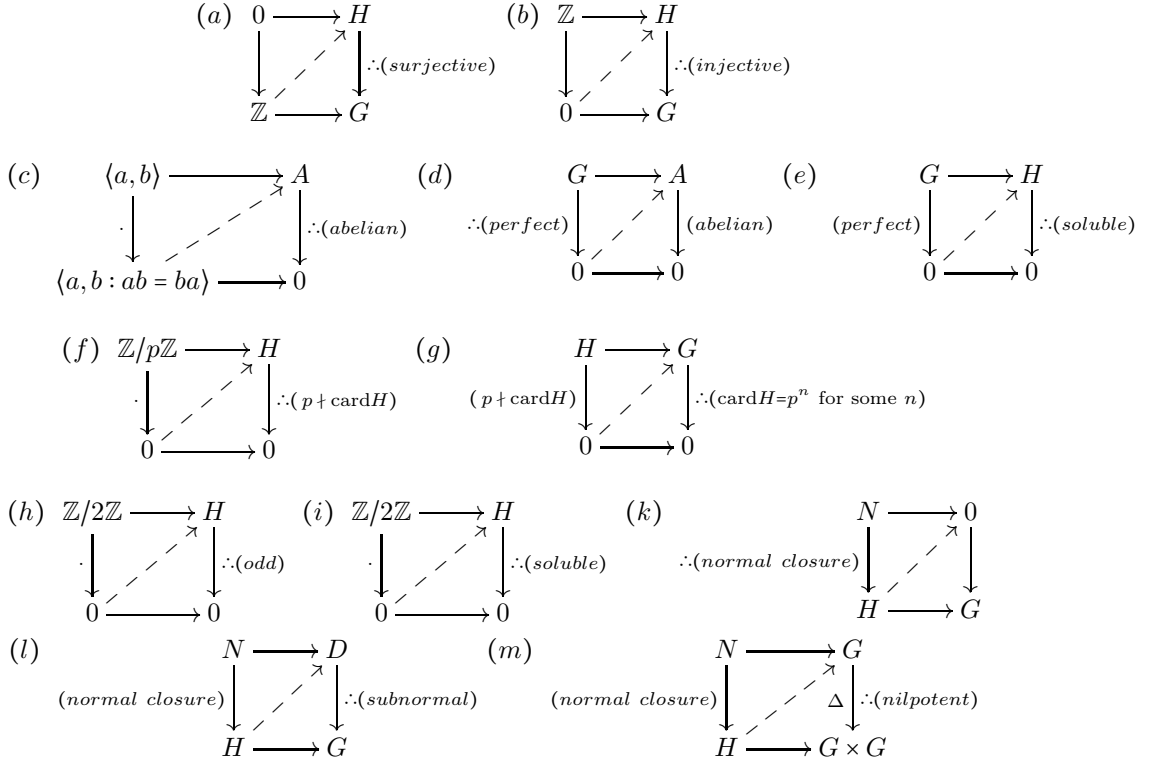 (a) 0 H (b) ℤ H
∴(surjective) ∴(injective)
ℤ G 0 G
(c) ⟨a, b⟩ A (d) G A (e) G H
· ∴(abelian) ∴(perfect) (abelian) (perfect) ∴(soluble)
⟨a, b : ab = ba⟩ 0 0 0 0 0
(f) ℤ/pℤ H (g) H G
· ∴( p ∤ cardH) ( p ∤ cardH) ∴(cardH=pⁿ for some n)
0 0 0 0
(h) ℤ/2ℤ H (i) ℤ/2ℤ H (k) N 0
· ∴(odd) · ∴(soluble) ∴(normal closure)
0 0 0 0 H G
(l) N D (m) N G
(normal closure) ∴(subnormal) (normal closure) Δ ∴(nilpotent)
H G H G × G